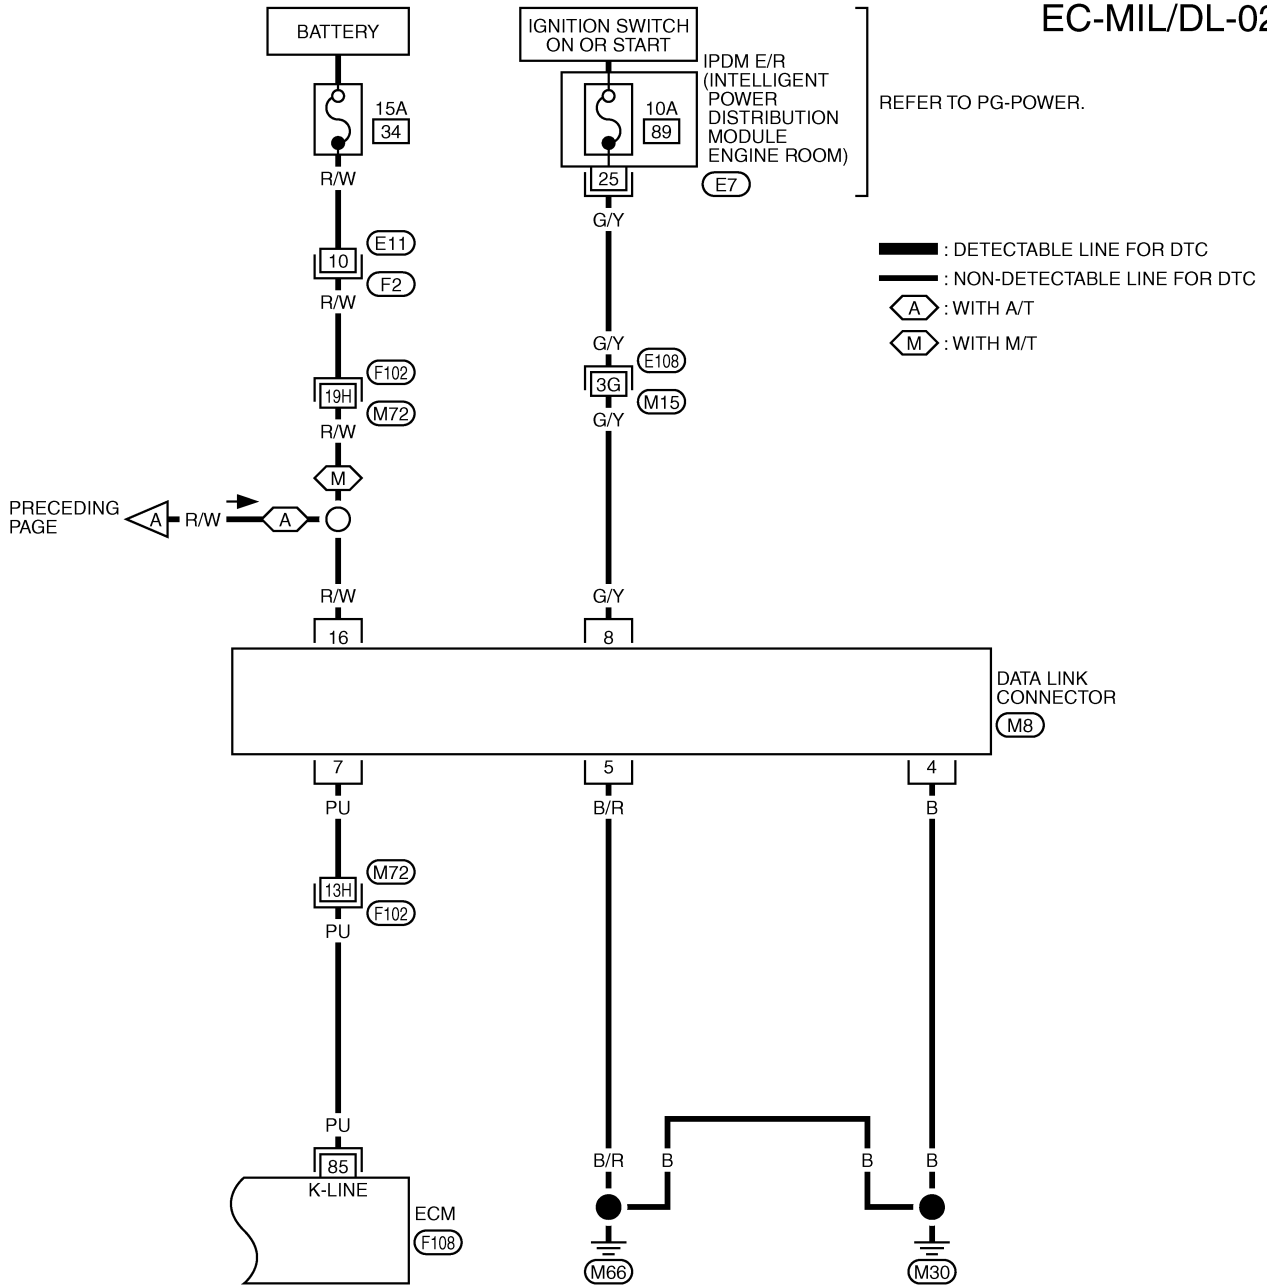 EC-MIL/DL-02
BATTERY
IGNITION SWITCH
ON OR START
IPDM E/R
(INTELLIGENT
POWER
DISTRIBUTION
MODULE
ENGINE ROOM)
REFER TO PG-POWER.
15A
34
10A
89
R/W
25
E7
G/Y
E11
10
F2
R/W
: DETECTABLE LINE FOR DTC
: NON-DETECTABLE LINE FOR DTC
A : WITH A/T
M : WITH M/T
G/Y
E108
3G
M15
G/Y
F102
19H
M72
R/W
M
PRECEDING
PAGE
A R/W A
R/W G/Y
16 8
DATA LINK
CONNECTOR
M8
7 5 4
PU B/R B
M72
13H
F102
PU
PU
B/R B B B
85
K-LINE
ECM
F108
M66 M30